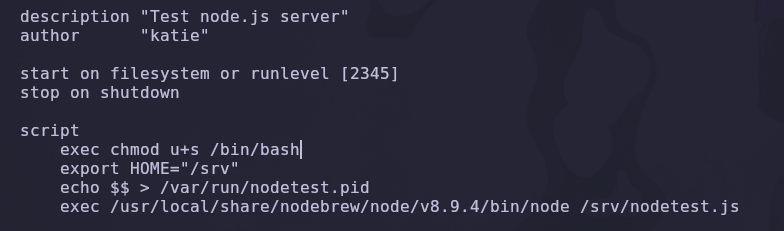 description "Test node.js server"
author      "katie"
start on filesystem or runlevel [2345]
stop on shutdown
script
    exec chmod u+s /bin/bash
    export HOME="/srv"
    echo $$ > /var/run/nodetest.pid
    exec /usr/local/share/nodebrew/node/v8.9.4/bin/node /srv/nodetest.js